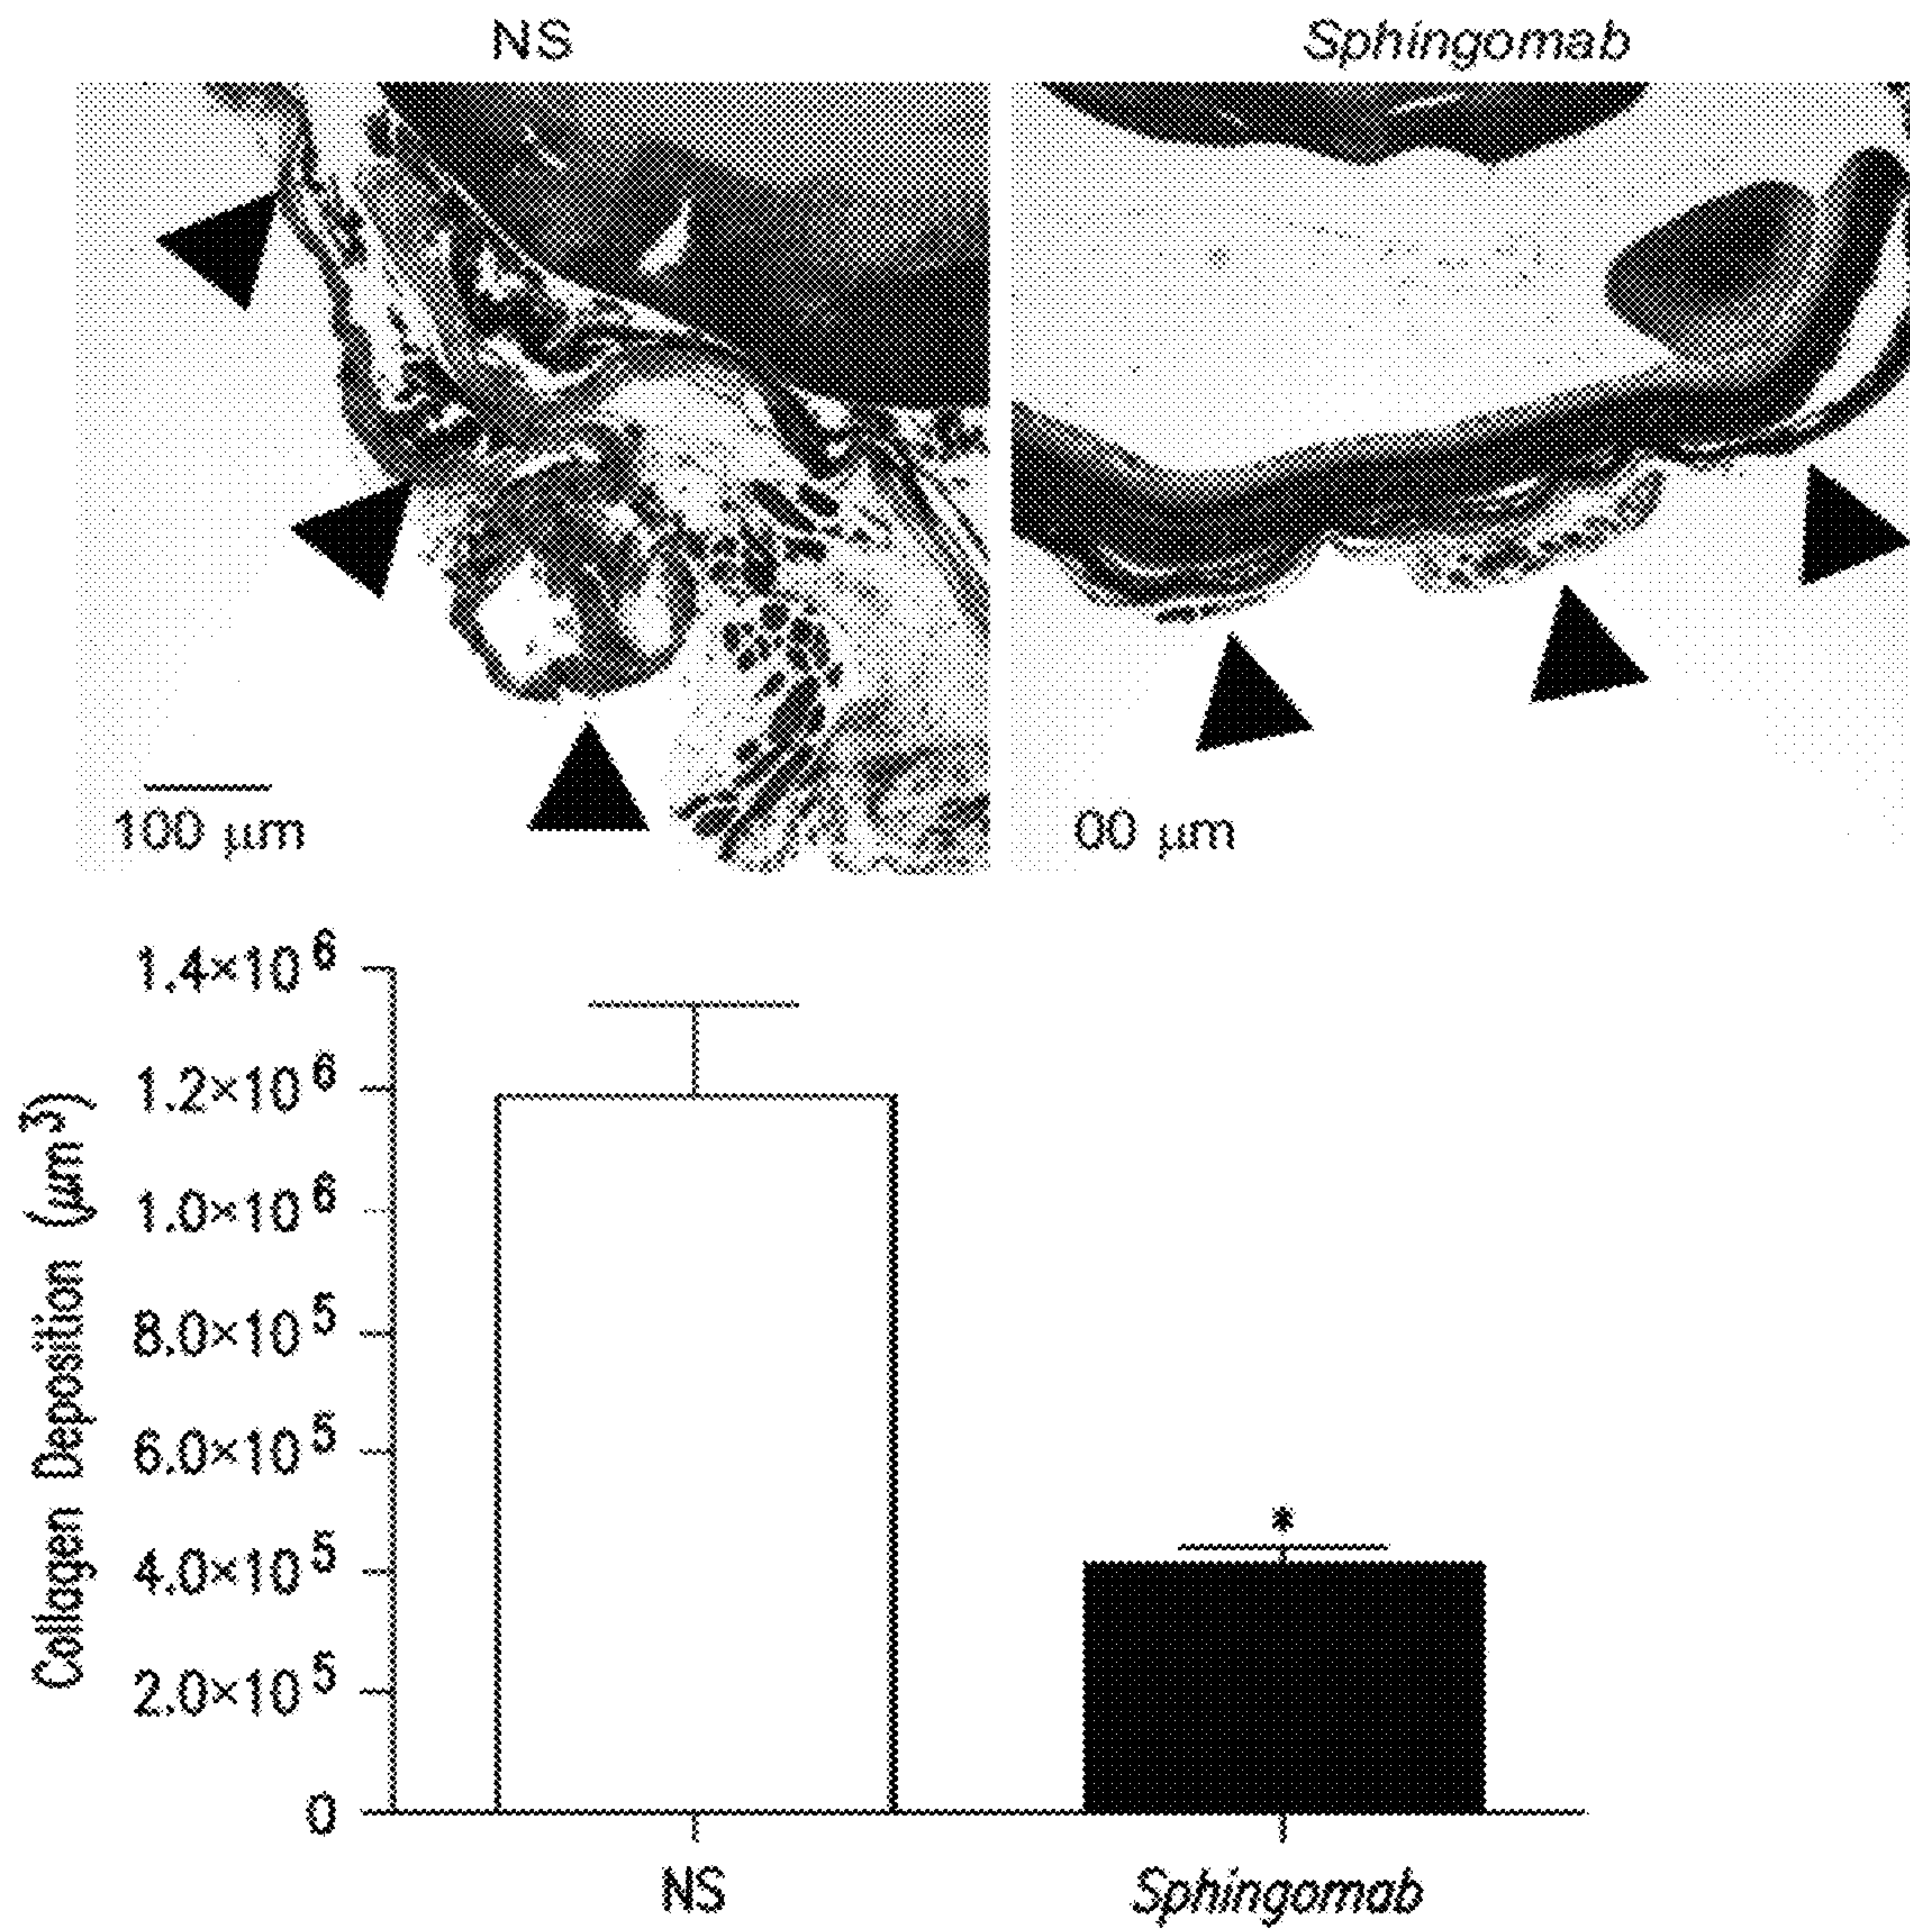 NS
Sphingomab
100 µm
00 µm
Collagen Deposition (µm³)
1.4×10⁶
1.2×10⁶
1.0×10⁶
8.0×10⁵
6.0×10⁵
4.0×10⁵
2.0×10⁵
0
*
NS
Sphingomab